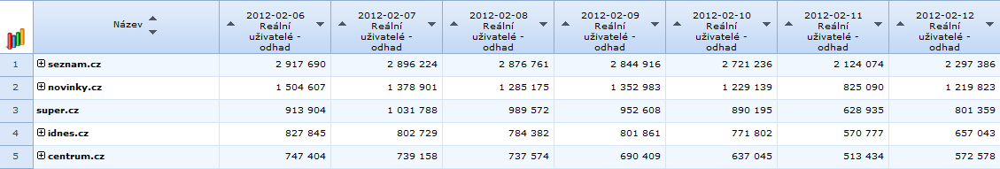 Název 2012-02-06 2012-02-07 2012-02-08 2012-02-09 2012-02-10 2012-02-11 2012-02-12
Reální Reální Reální Reální Reální Reální Reální
uživatelé - uživatelé - uživatelé - uživatelé - uživatelé - uživatelé - uživatelé -
odhad odhad odhad odhad odhad odhad odhad
1 seznam.cz 2 917 690 2 896 224 2 876 761 2 844 916 2 721 236 2 124 074 2 297 386
2 novinky.cz 1 504 607 1 378 901 1 285 175 1 352 983 1 229 139 825 090 1 219 823
3 super.cz 913 904 1 031 788 989 572 952 608 890 195 628 935 801 359
4 idnes.cz 827 845 802 729 784 382 801 861 771 802 570 777 657 043
5 centrum.cz 747 404 739 158 737 574 690 409 637 045 513 434 572 578